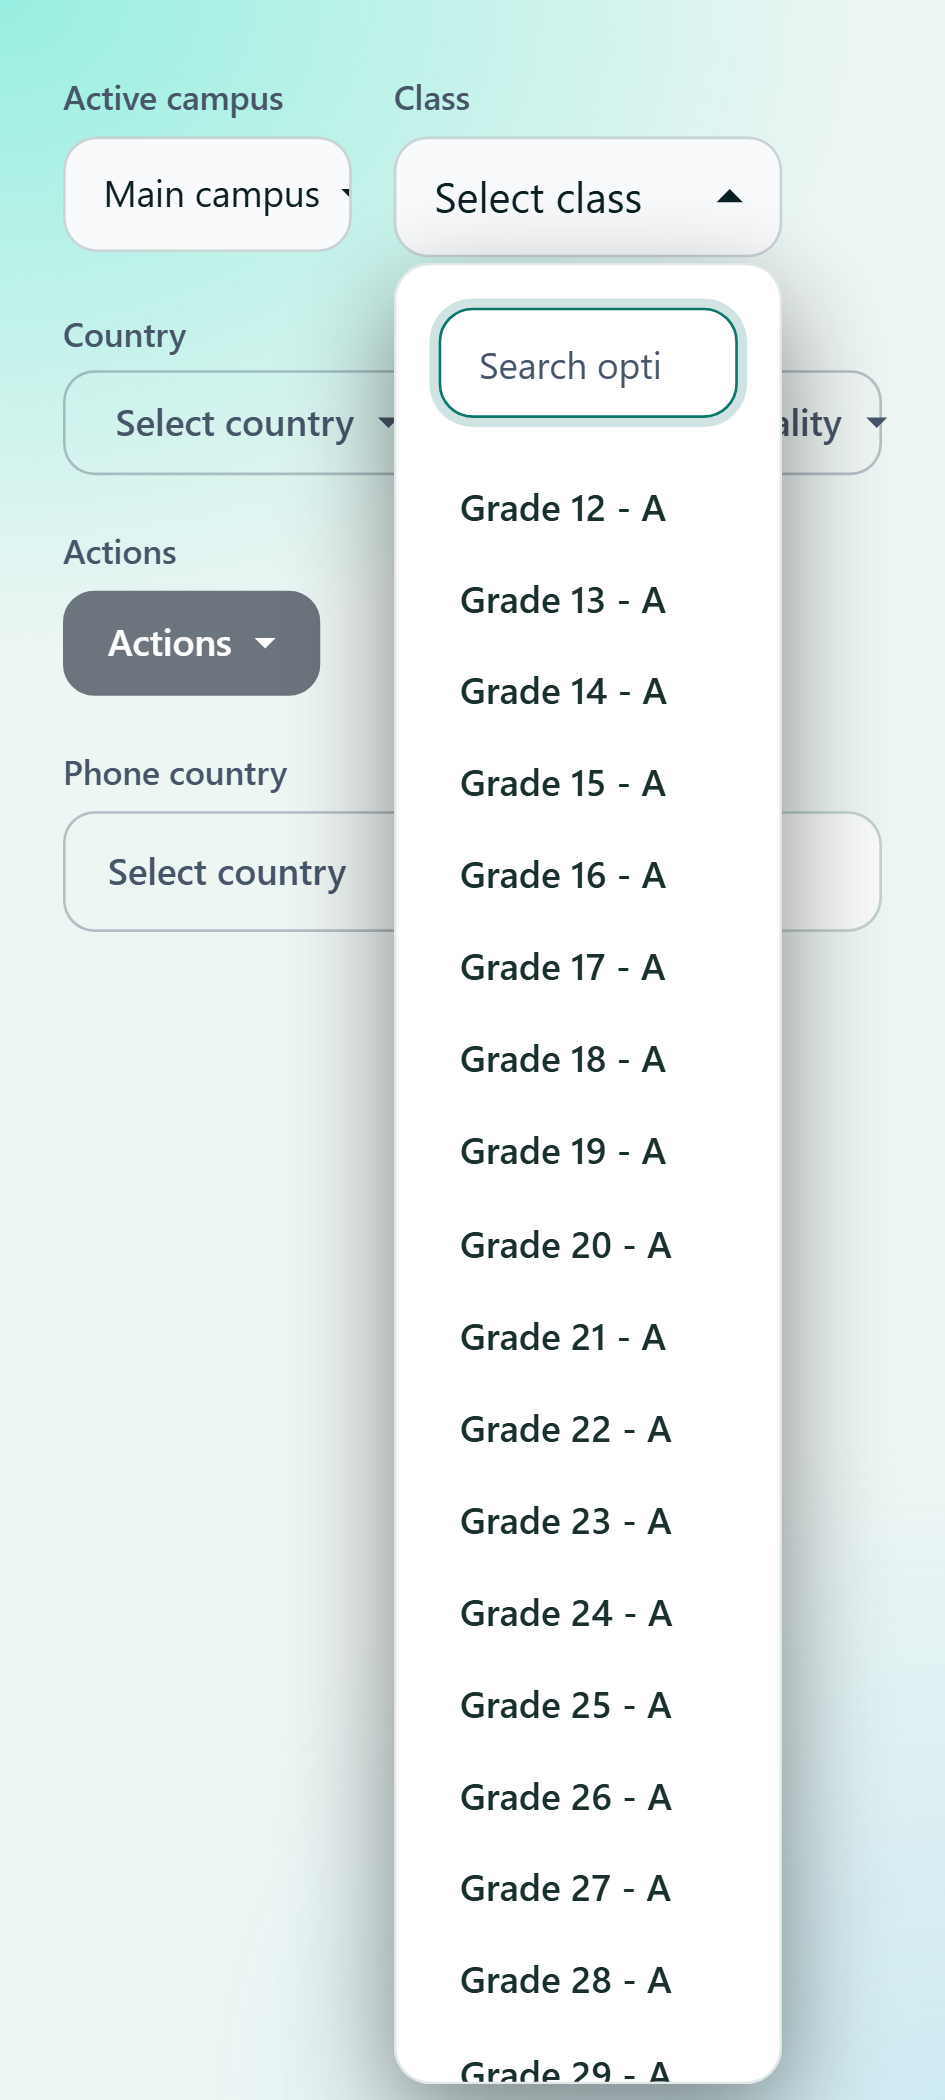 Active campus
Class
Main campus
Select class
Search opti
Country
Select country
ality
Grade 12 - A
Actions
Actions
Grade 13 - A
Grade 14 - A
Phone country
Grade 15 - A
Select country
Grade 16 - A
Grade 17 - A
Grade 18 - A
Grade 19 - A
Grade 20 - A
Grade 21 - A
Grade 22 - A
Grade 23 - A
Grade 24 - A
Grade 25 - A
Grade 26 - A
Grade 27 - A
Grade 28 - A
Grade 29 - A